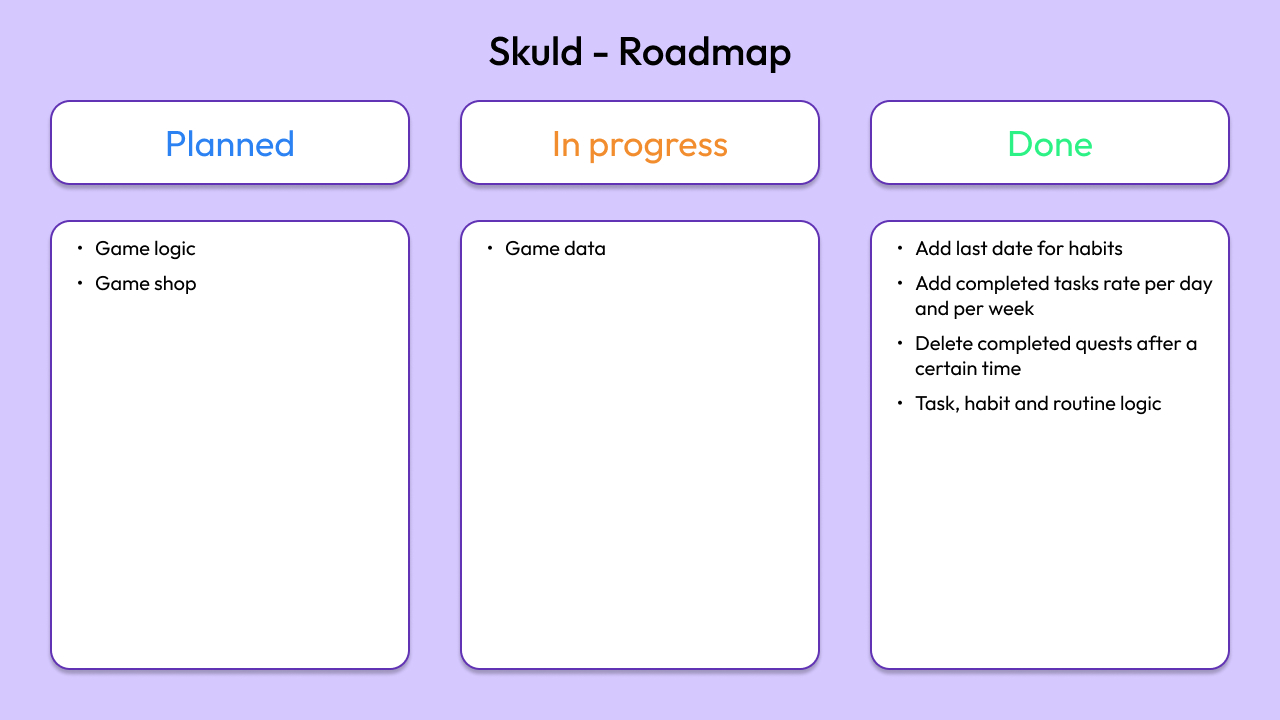 Skuld - Roadmap
Planned
In progress
Done
• Game logic
• Game shop
• Game data
• Add last date for habits
• Add completed tasks rate per day
and per week
• Delete completed quests after a
certain time
• Task, habit and routine logic